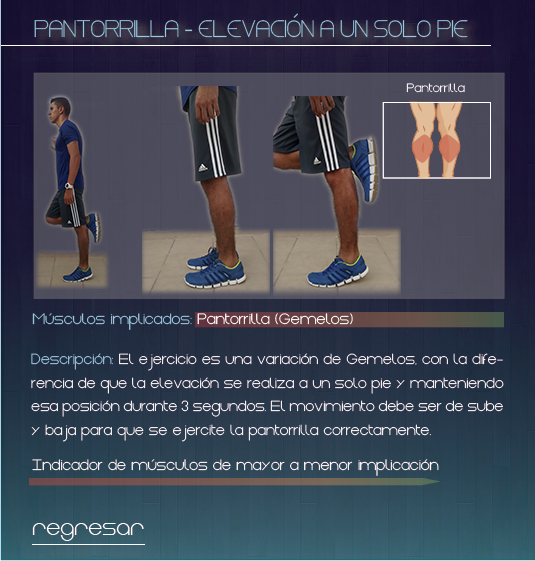 PANTORRILLA - ELEVACIÓN A UN SOLO PIE
Pantorrilla
adidas
adidas
Músculos implicados: Pantorrilla (Gemelos)
Descripción: El ejercicio es una variación de Gemelos, con la dife-
rencia de que la elevación se realiza a un solo pie y manteniendo
esa posición durante 3 segundos. El movimiento debe ser de sube
y baja para que se ejercite la pantorrilla correctamente.
Indicador de músculos de mayor a menor implicación
regresar